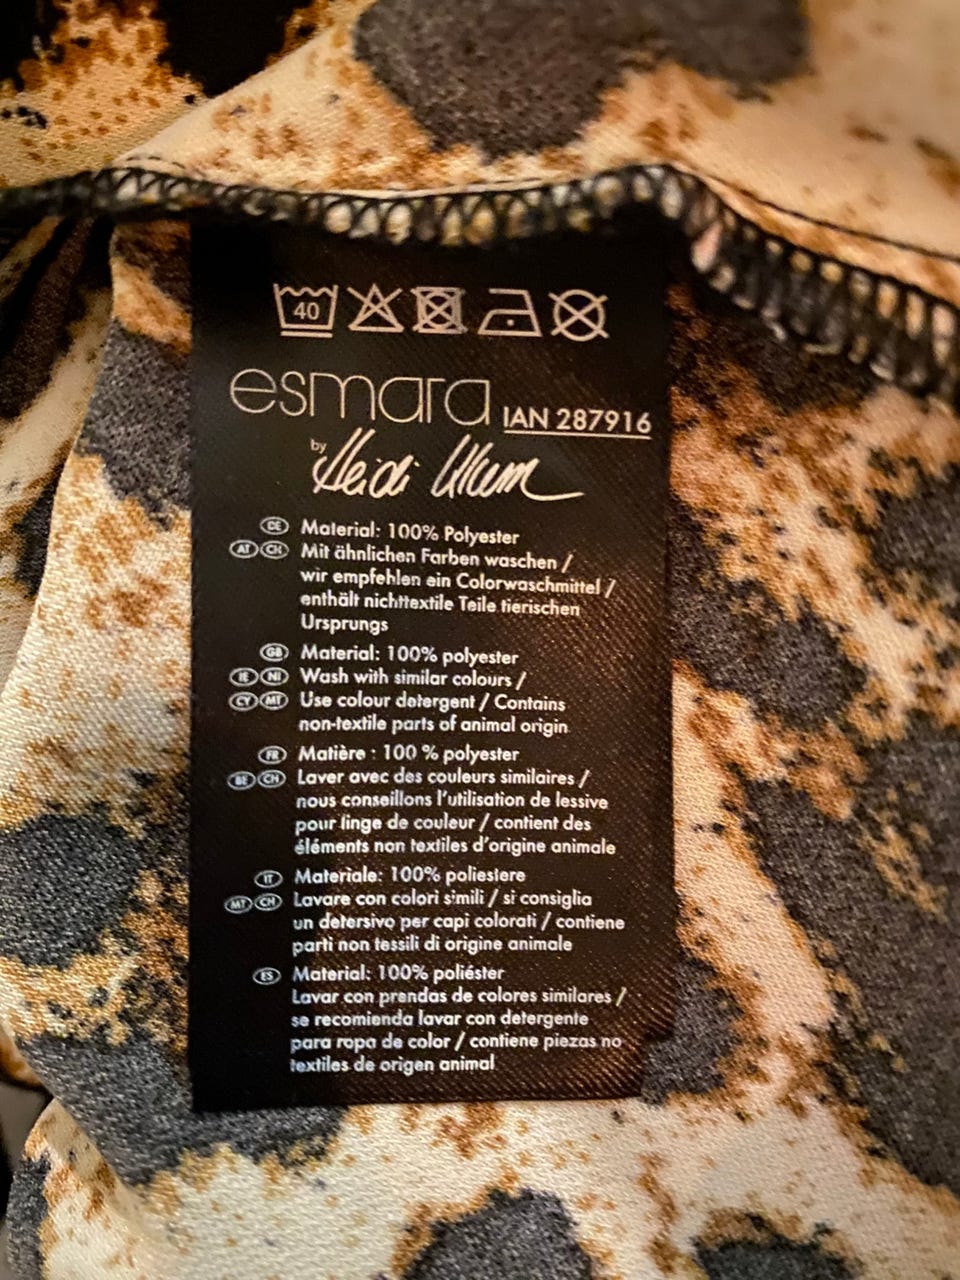 40
esmara IAN 287916
by Heidi Klum
DE Material: 100% Polyester
AT CH Mit ähnlichen Farben waschen /
wir empfehlen ein Colorwaschmittel /
enthält nichttextile Teile tierischen
Ursprungs
GB Material: 100% polyester
IE NI Wash with similar colours /
CY MT Use colour detergent / Contains
non-textile parts of animal origin
FR Matière : 100 % polyester
BE CH Laver avec des couleurs similaires /
nous conseillons l'utilisation de lessive
pour linge de couleur / contient des
éléments non textiles d'origine animale
IT Materiale: 100% poliestere
MT CH Lavare con colori simili / si consiglia
un detersivo per capi colorati / contiene
parti non tessili di origine animale
ES Material: 100% poliéster
Lavar con prendas de colores similares /
se recomienda lavar con detergente
para ropa de color / contiene piezas no
textiles de origen animal